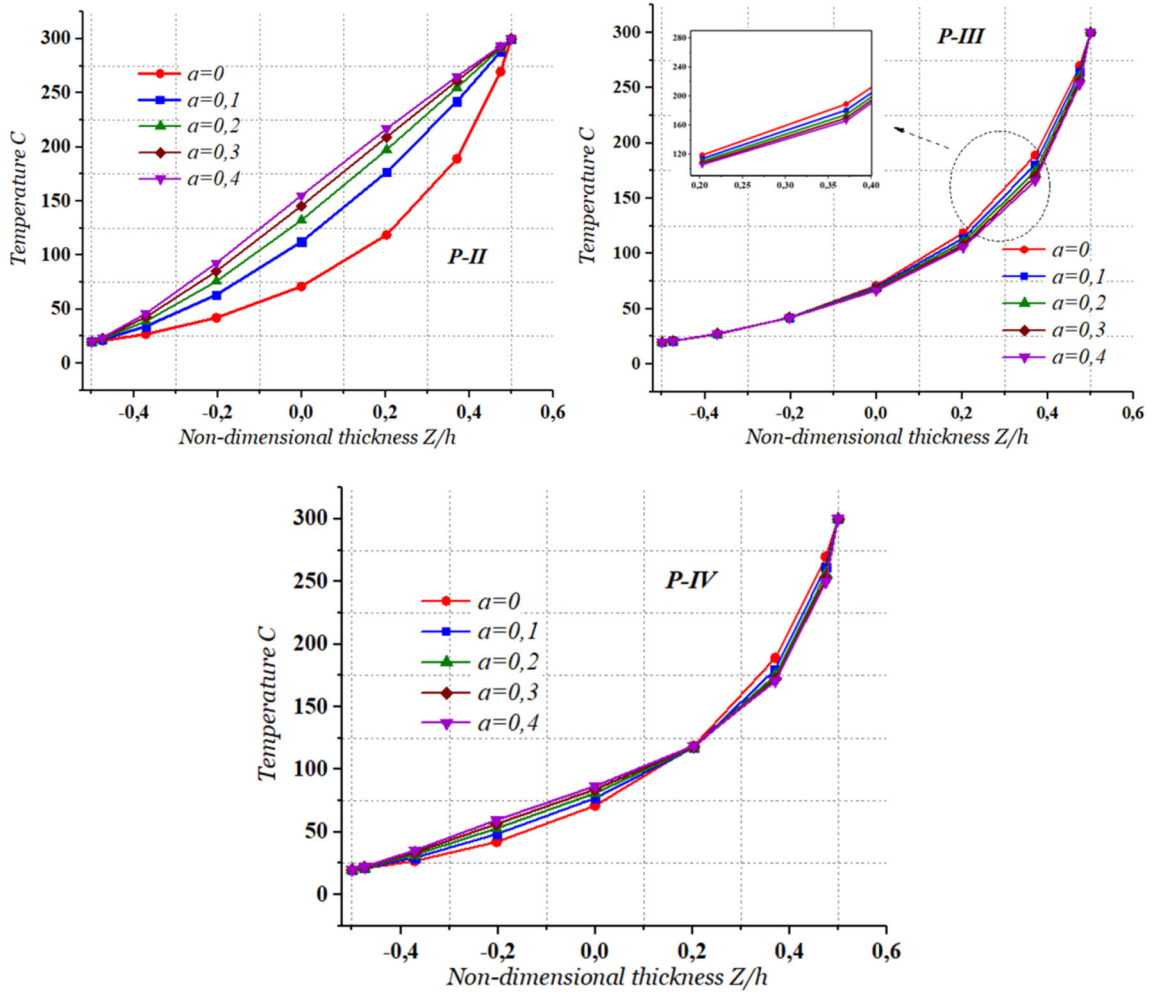 300
250
200
150
100
50
0
Temperature C
a=0
a=0,1
a=0,2
a=0,3
a=0,4
P-II
-0,4
-0,2
0,0
0,2
0,4
0,6
Non-dimensional thickness Z/h
300
250
200
150
100
50
0
Temperature C
P-III
280
240
200
160
120
0,20
0,25
0,30
0,35
0,40
a=0
a=0,1
a=0,2
a=0,3
a=0,4
-0,4
-0,2
0,0
0,2
0,4
0,6
Non-dimensional thickness Z/h
300
250
200
150
100
50
0
Temperature C
P-IV
a=0
a=0,1
a=0,2
a=0,3
a=0,4
-0,4
-0,2
0,0
0,2
0,4
0,6
Non-dimensional thickness Z/h